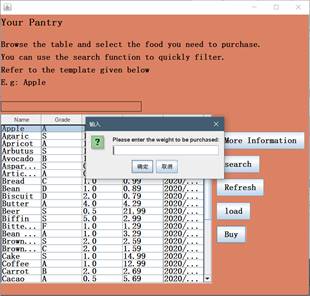 Your Pantry
Browse the table and select the food you need to purchase.
You can use the search function to quickly filter.
Refer to the template given below
E.g: Apple
Name Grade
Apple A
Agaric S
Apricot A
Arbutus S
Avocado B
Aspar... S
Artic... A
Bread C 1.0 0.99 2020/...
Bean D 1.0 0.89 2020/...
Biscuit D 2.0 0.79 2020/...
Butter A 4.0 4.29 2020/...
Beer S 0.5 21.99 2020/...
Biffin S 5.0 2.99 2020/...
Bitte... F 1.0 1.29 2020/...
Bean ... A 1.0 3.29 2020/...
Brown... S 2.0 2.59 2020/...
Brown... C 2.0 1.59 2020/...
Cake S 1.0 14.99 2020/...
Coffee A 1.0 12.99 2020/...
Carrot B 2.0 2.69 2020/...
Cacao A 0.5 5.69 2020/...
输入
Please enter the weight to be purchased:
确定 取消
More Information
search
Refresh
load
Buy